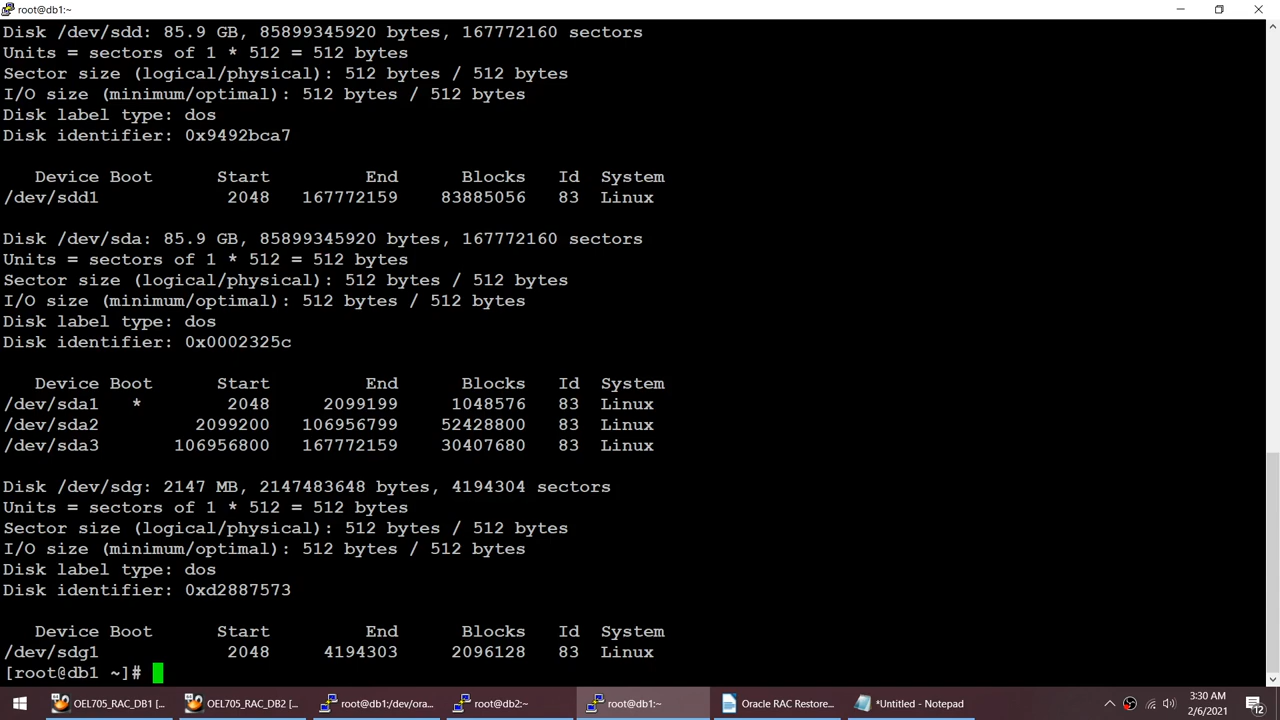 root@db1:~
Disk /dev/sdd: 85.9 GB, 85899345920 bytes, 167772160 sectors
Units = sectors of 1 * 512 = 512 bytes
Sector size (logical/physical): 512 bytes / 512 bytes
I/O size (minimum/optimal): 512 bytes / 512 bytes
Disk label type: dos
Disk identifier: 0x9492bca7
Device Boot Start End Blocks Id System
/dev/sdd1 2048 167772159 83885056 83 Linux
Disk /dev/sda: 85.9 GB, 85899345920 bytes, 167772160 sectors
Units = sectors of 1 * 512 = 512 bytes
Sector size (logical/physical): 512 bytes / 512 bytes
I/O size (minimum/optimal): 512 bytes / 512 bytes
Disk label type: dos
Disk identifier: 0x0002325c
Device Boot Start End Blocks Id System
/dev/sda1 * 2048 2099199 1048576 83 Linux
/dev/sda2 2099200 106956799 52428800 83 Linux
/dev/sda3 106956800 167772159 30407680 83 Linux
Disk /dev/sdg: 2147 MB, 2147483648 bytes, 4194304 sectors
Units = sectors of 1 * 512 = 512 bytes
Sector size (logical/physical): 512 bytes / 512 bytes
I/O size (minimum/optimal): 512 bytes / 512 bytes
Disk label type: dos
Disk identifier: 0xd2887573
Device Boot Start End Blocks Id System
/dev/sdg1 2048 4194303 2096128 83 Linux
[root@db1 ~]#
OEL705_RAC_DB1 [... OEL705_RAC_DB2 [... root@db1:/dev/ora... root@db2:~ root@db1:~ Oracle RAC Restore... *Untitled - Notepad 3:30 AM
2/6/2021 12